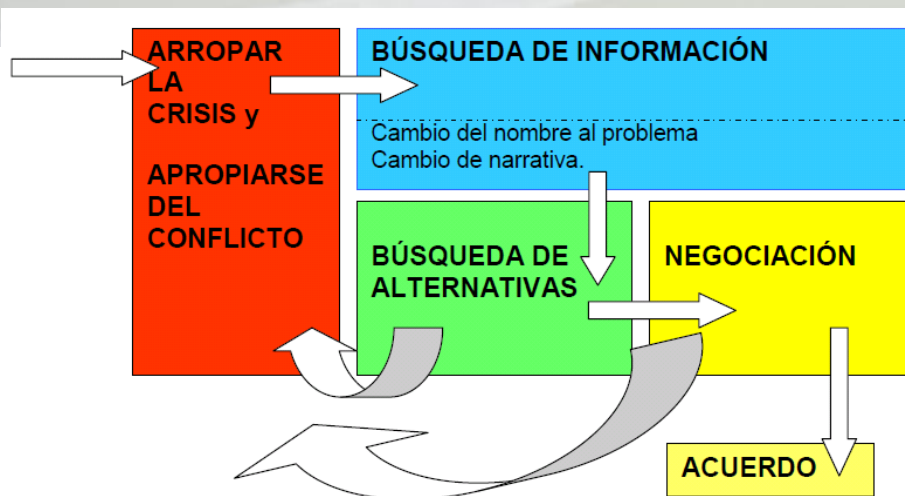 ARROPAR
LA
CRISIS y
APROPIARSE
DEL
CONFLICTO
BÚSQUEDA DE INFORMACIÓN
Cambio del nombre al problema
Cambio de narrativa.
BÚSQUEDA DE
ALTERNATIVAS
NEGOCIACIÓN
ACUERDO